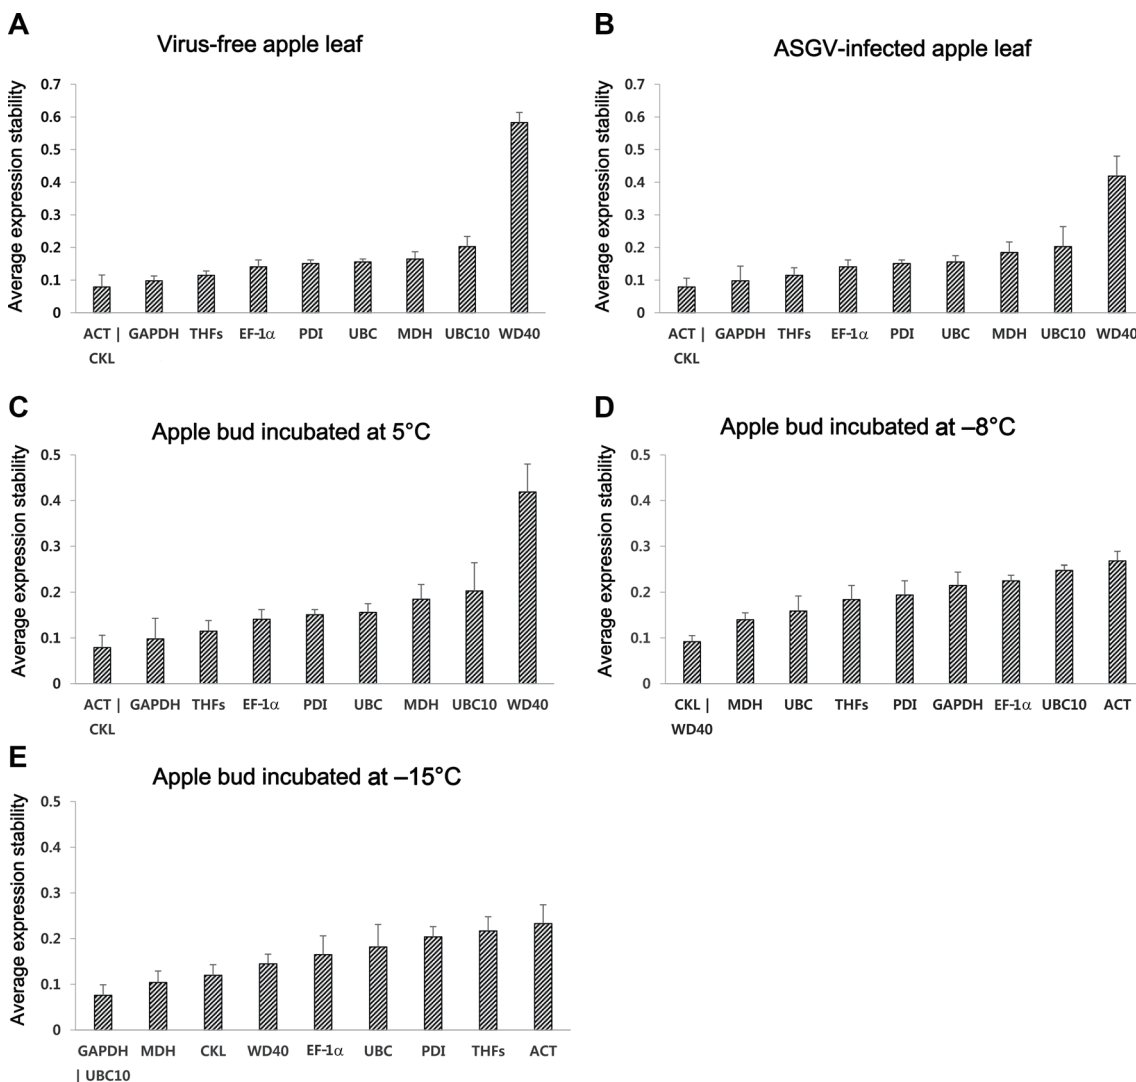 A
Virus-free apple leaf
Average expression stability
0.7
0.6
0.5
0.4
0.3
0.2
0.1
0
ACT | GAPDH THFs EF-1α PDI UBC MDH UBC10 WD40
CKL
B
ASGV-infected apple leaf
Average expression stability
0.7
0.6
0.5
0.4
0.3
0.2
0.1
0
ACT | GAPDH THFs EF-1α PDI UBC MDH UBC10 WD40
CKL
C
Apple bud incubated at 5°C
Average expression stability
0.5
0.4
0.3
0.2
0.1
0
ACT | GAPDH THFs EF-1α PDI UBC MDH UBC10 WD40
CKL
D
Apple bud incubated at –8°C
Average expression stability
0.5
0.4
0.3
0.2
0.1
0
CKL | MDH UBC THFs PDI GAPDH EF-1α UBC10 ACT
WD40
E
Apple bud incubated at –15°C
Average expression stability
0.5
0.4
0.3
0.2
0.1
0
GAPDH MDH CKL WD40 EF-1α UBC PDI THFs ACT
| UBC10